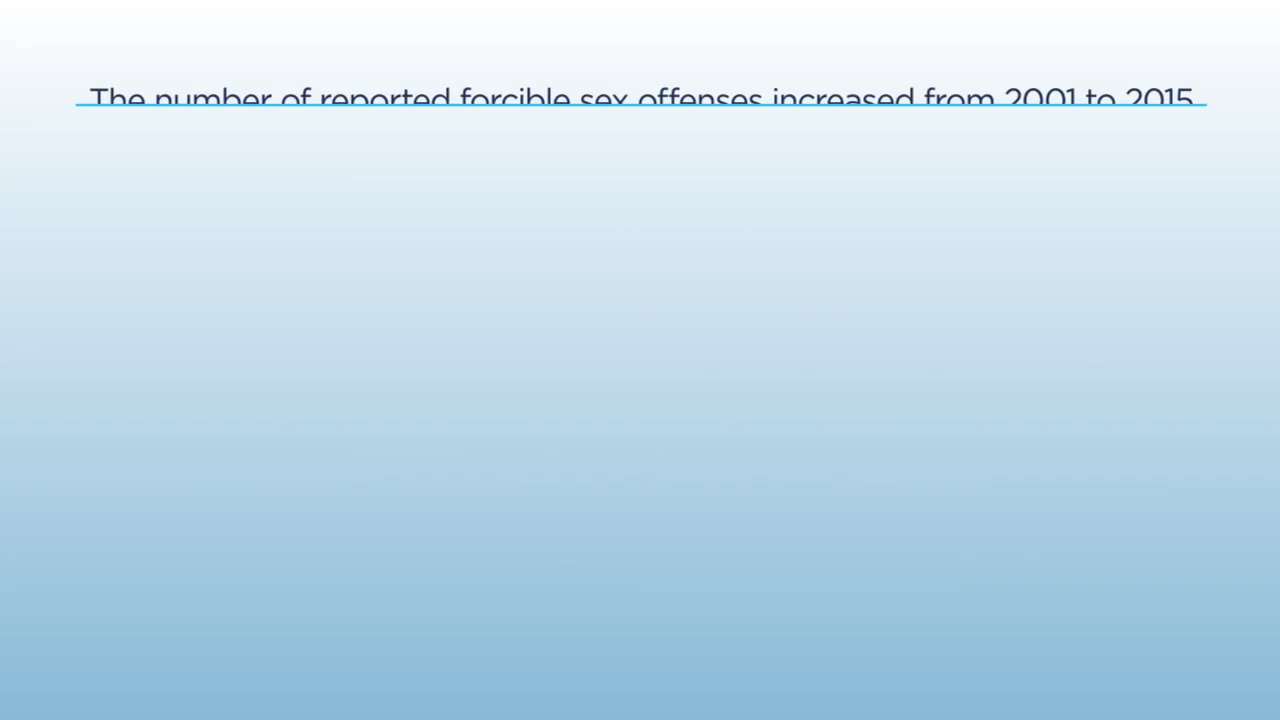 The number of reported forcible sex offenses increased from 2001 to 2015